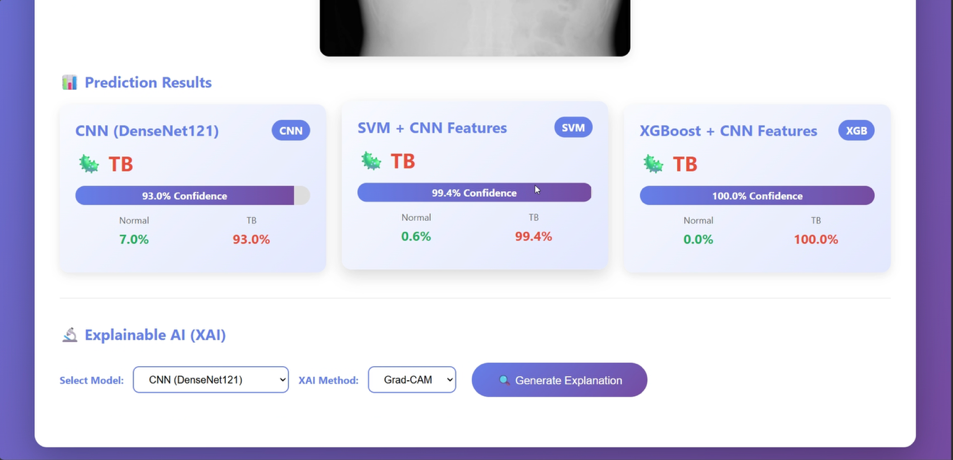 Prediction Results
CNN (DenseNet121) CNN
TB
93.0% Confidence
Normal TB
7.0% 93.0%
SVM + CNN Features SVM
TB
99.4% Confidence
Normal TB
0.6% 99.4%
XGBoost + CNN Features XGB
TB
100.0% Confidence
Normal TB
0.0% 100.0%
Explainable AI (XAI)
Select Model: CNN (DenseNet121) XAI Method: Grad-CAM Generate Explanation